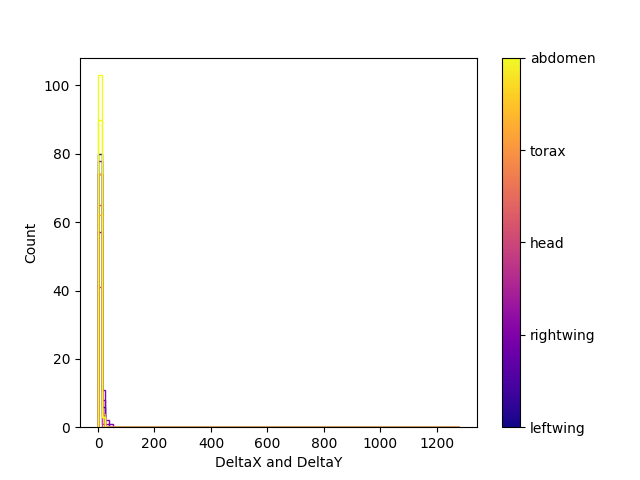 100
80
60
40
20
0
Count
0 200 400 600 800 1000 1200
DeltaX and DeltaY
abdomen
torax
head
rightwing
leftwing